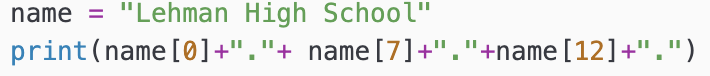 name = "Lehman High School"
print(name[0]+"."+ name[7]+"."+name[12]+".")